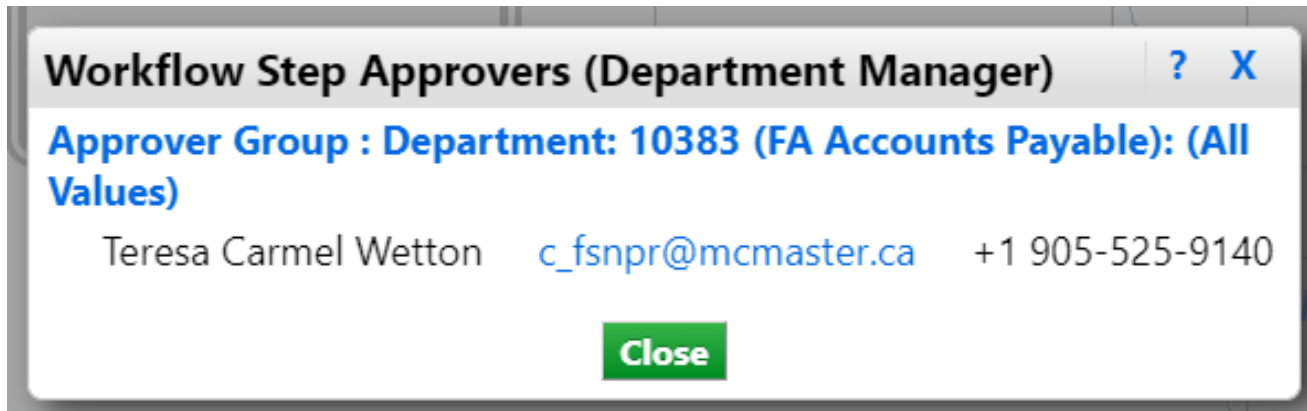 Workflow Step Approvers (Department Manager) ? X
Approver Group : Department: 10383 (FA Accounts Payable): (All
Values)
Teresa Carmel Wetton c_fsnpr@mcmaster.ca +1 905-525-9140
Close